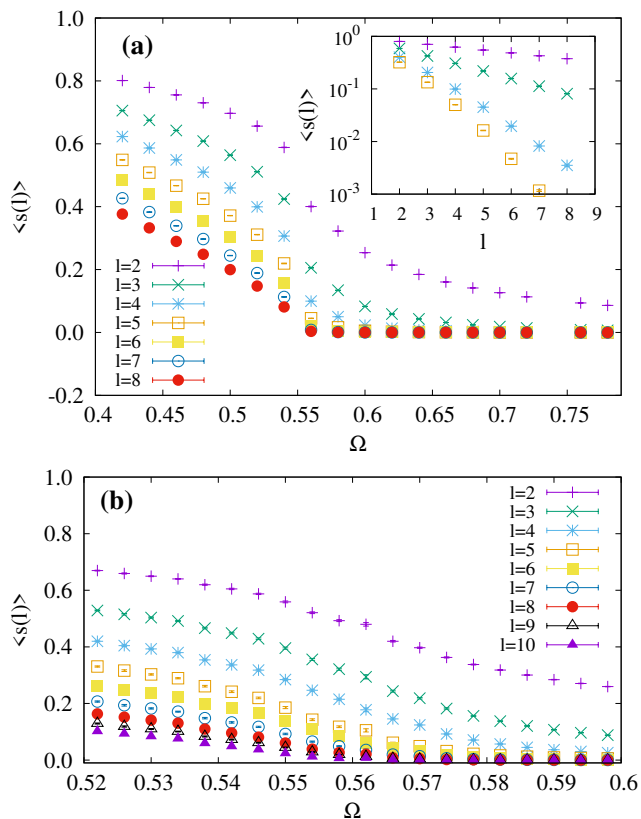 (a)
<s(l)>
1.0
0.8
0.6
0.4
0.2
0.0
-0.2
l=2
l=3
l=4
l=5
l=6
l=7
l=8
0.4 0.45 0.5 0.55 0.6 0.65 0.7 0.75
Ω
<s(l)>
10^0
10^-1
10^-2
10^-3
1 2 3 4 5 6 7 8 9
l
(b)
<s(l)>
1.0
0.8
0.6
0.4
0.2
0.0
l=2
l=3
l=4
l=5
l=6
l=7
l=8
l=9
l=10
0.52 0.53 0.54 0.55 0.56 0.57 0.58 0.59 0.6
Ω